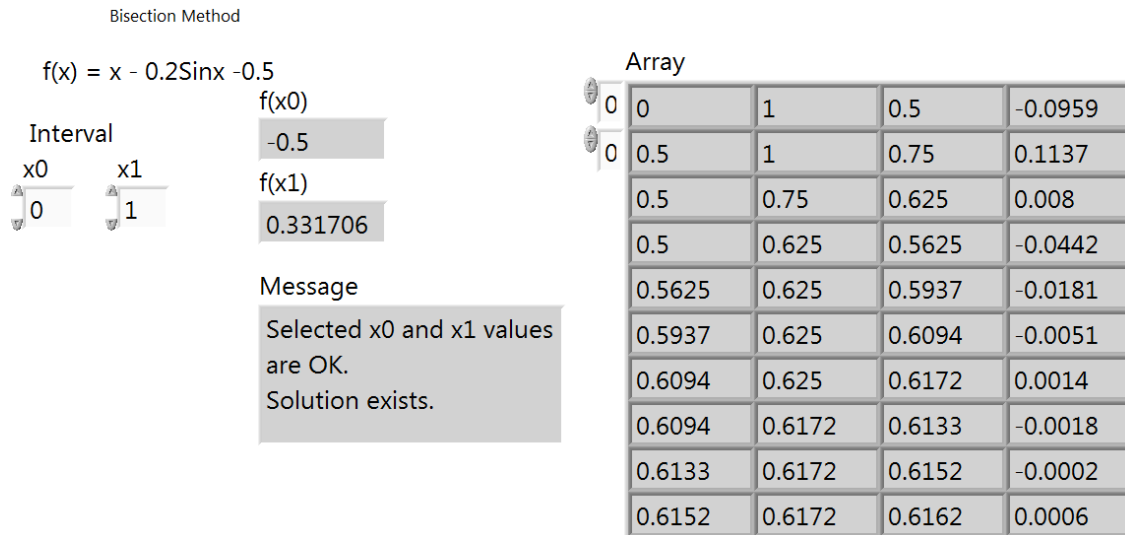 Bisection Method
f(x) = x - 0.2Sinx -0.5
Interval
x0 x1
0 1
f(x0)
-0.5
f(x1)
0.331706
Message
Selected x0 and x1 values
are OK.
Solution exists.
Array
0 0 1 0.5 -0.0959
0 0.5 1 0.75 0.1137
0.5 0.75 0.625 0.008
0.5 0.625 0.5625 -0.0442
0.5625 0.625 0.5937 -0.0181
0.5937 0.625 0.6094 -0.0051
0.6094 0.625 0.6172 0.0014
0.6094 0.6172 0.6133 -0.0018
0.6133 0.6172 0.6152 -0.0002
0.6152 0.6172 0.6162 0.0006